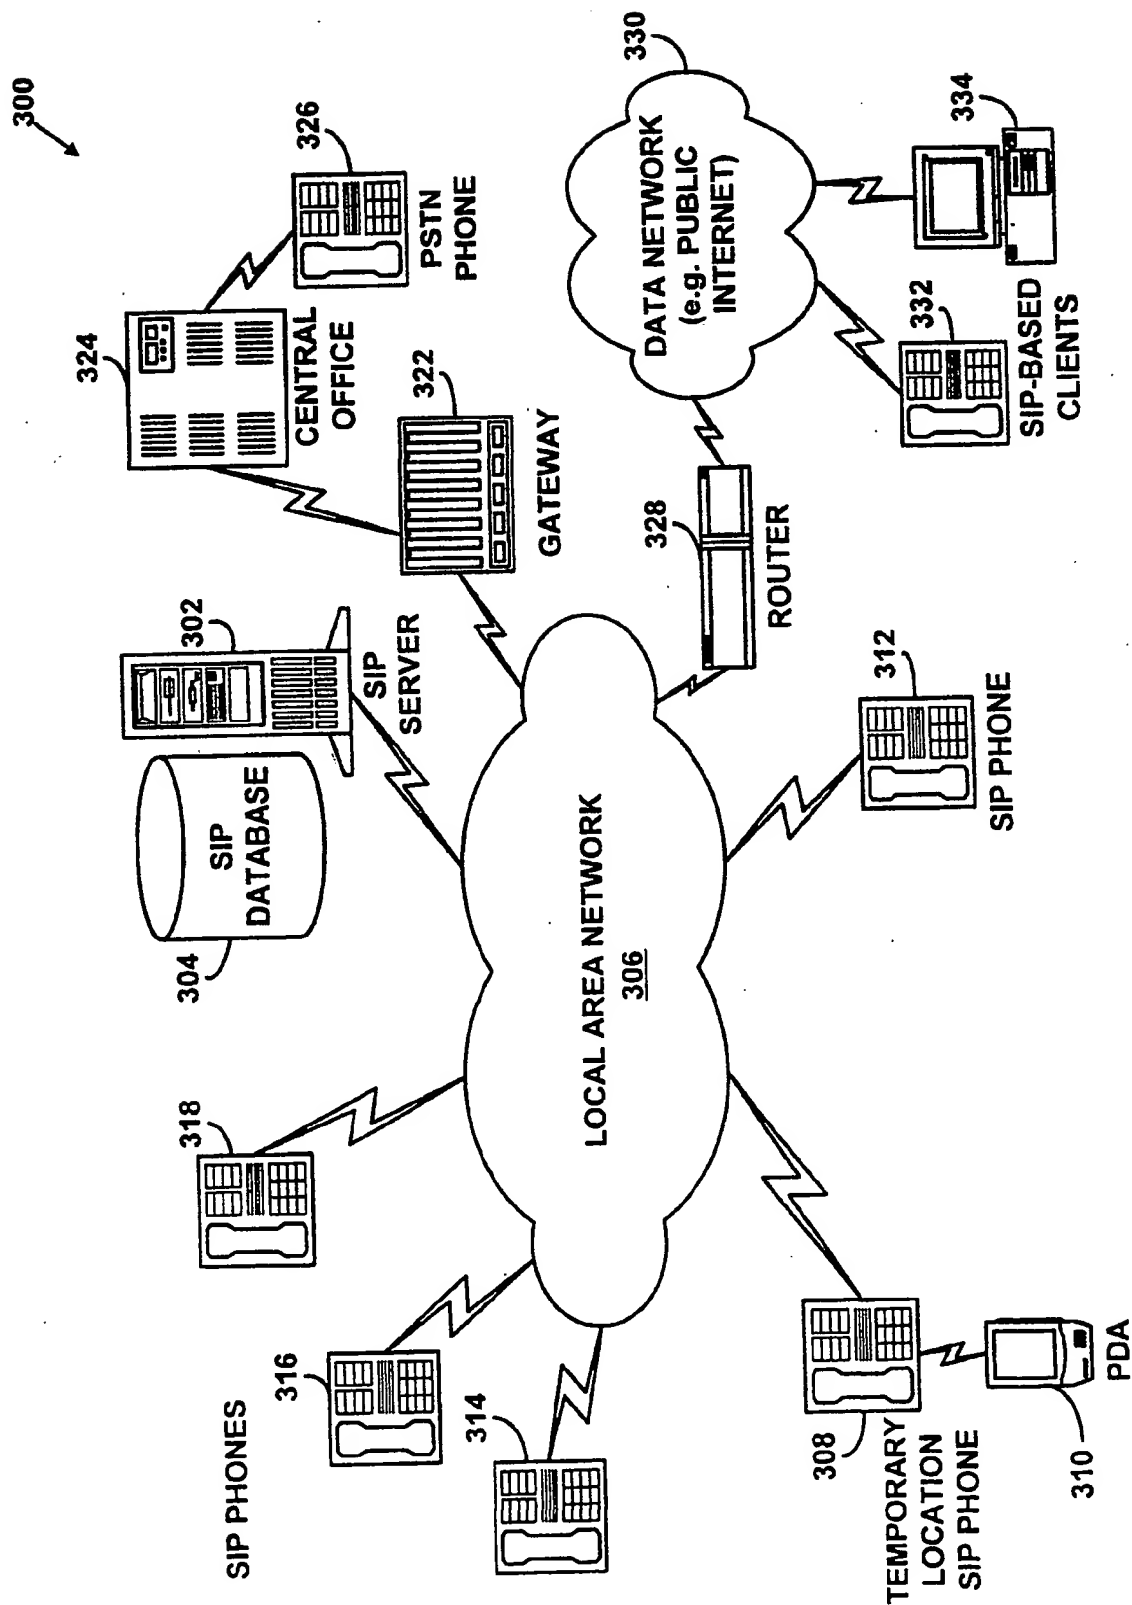 300
324
CENTRAL
OFFICE
326
PSTN
PHONE
302
SIP
SERVER
304
SIP
DATABASE
322
GATEWAY
330
DATA NETWORK
(e.g. PUBLIC
INTERNET)
328
ROUTER
334
332
SIP-BASED
CLIENTS
318
SIP PHONES
316
314
LOCAL AREA NETWORK
306
312
SIP PHONE
308
TEMPORARY
LOCATION
SIP PHONE
310
PDA